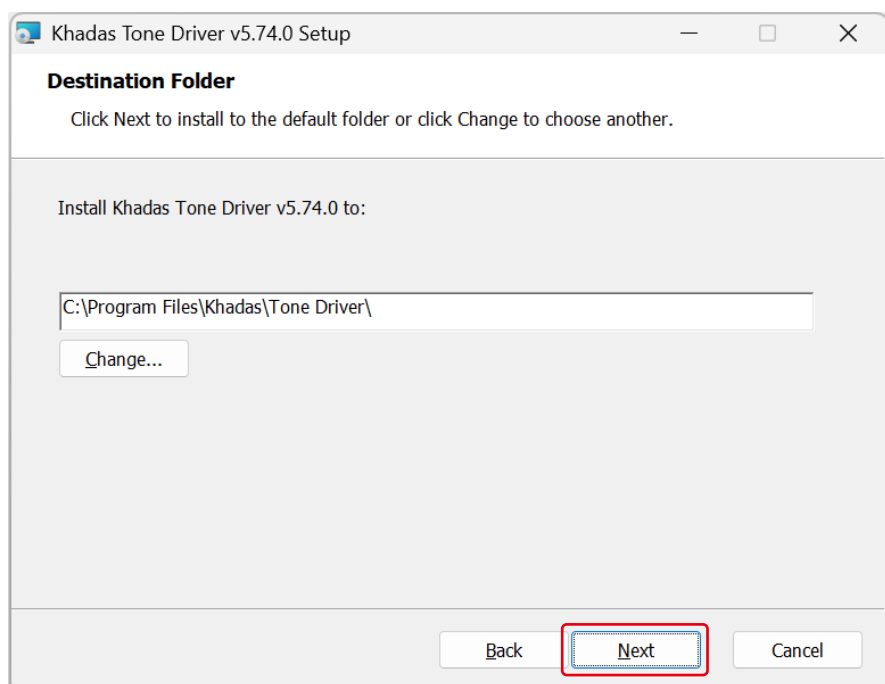 Khadas Tone Driver v5.74.0 Setup
Destination Folder
Click Next to install to the default folder or click Change to choose another.
Install Khadas Tone Driver v5.74.0 to:
C:\Program Files\Khadas\Tone Driver\
Change...
Back Next Cancel